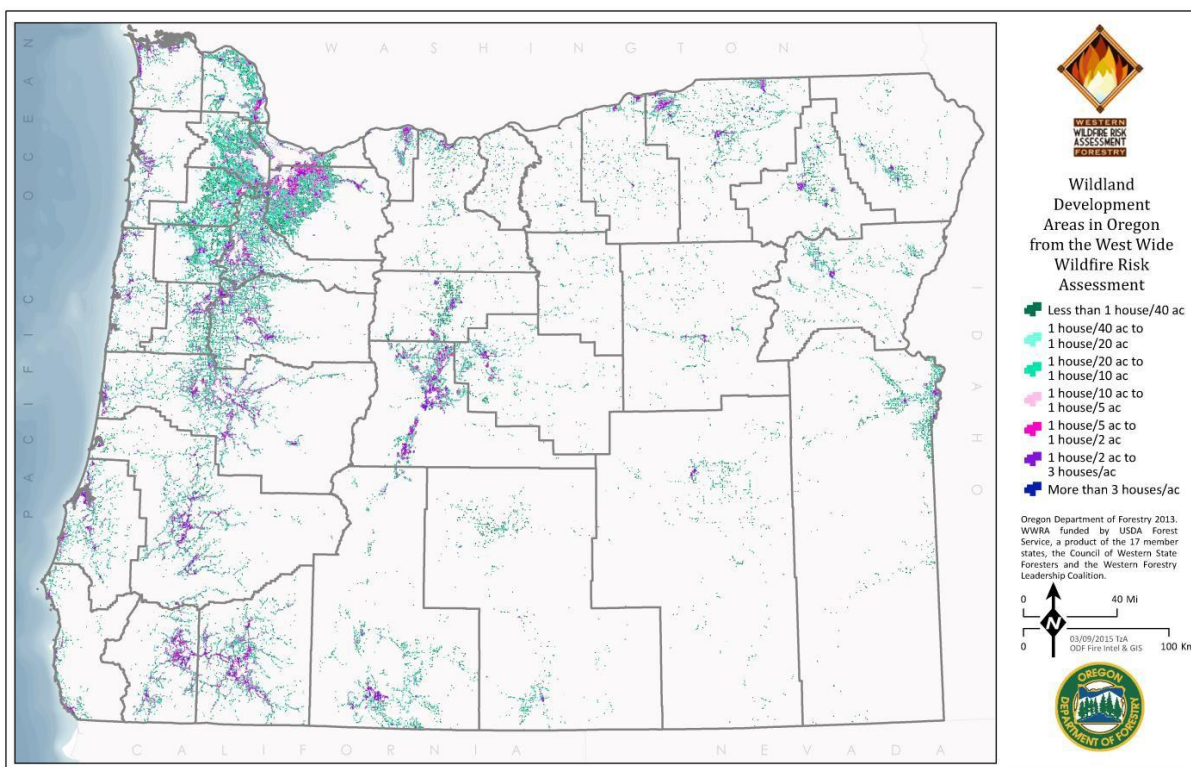 W A S H I N G T O N
P A C I F I C O C E A N
I D A H O
C A L I F O R N I A
N E V A D A
WESTERN
WILDFIRE RISK
ASSESSMENT
FORESTRY
Wildland
Development
Areas in Oregon
from the West Wide
Wildfire Risk
Assessment
Less than 1 house/40 ac
1 house/40 ac to
1 house/20 ac
1 house/20 ac to
1 house/10 ac
1 house/10 ac to
1 house/5 ac
1 house/5 ac to
1 house/2 ac
1 house/2 ac to
3 houses/ac
More than 3 houses/ac
Oregon Department of Forestry 2013.
WWRA funded by USDA Forest
Service, a product of the 17 member
states, the Council of Western State
Foresters and the Western Forestry
Leadership Coalition.
0 40 Mi
N
03/09/2015 TzA
ODF Fire Intel & GIS
0 100 Km
OREGON
DEPARTMENT OF FORESTRY